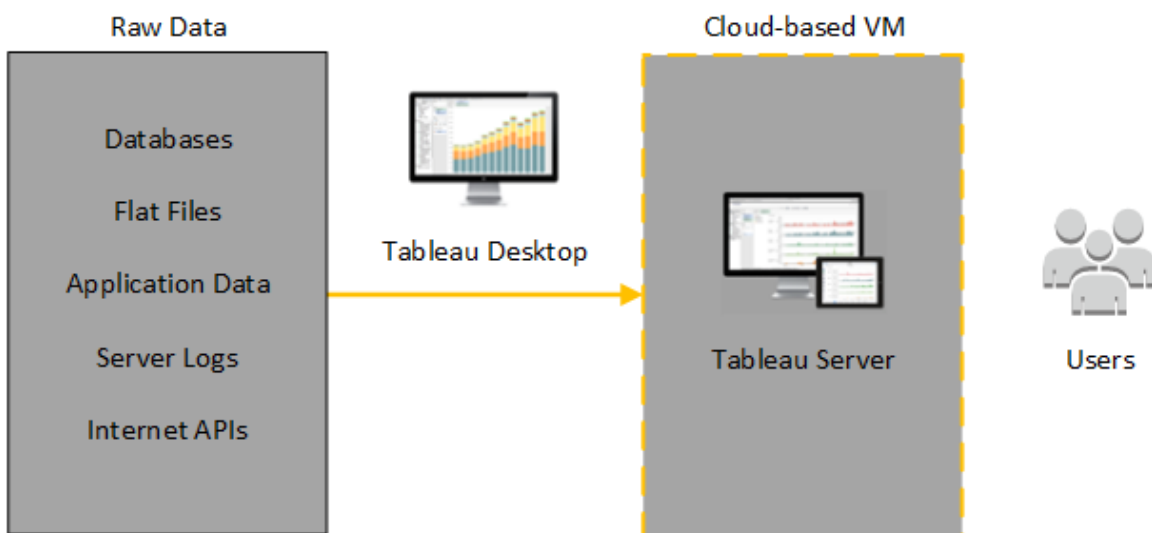 Raw Data
Cloud-based VM
Databases
Flat Files
Application Data
Server Logs
Internet APIs
Tableau Desktop
Tableau Server
Users